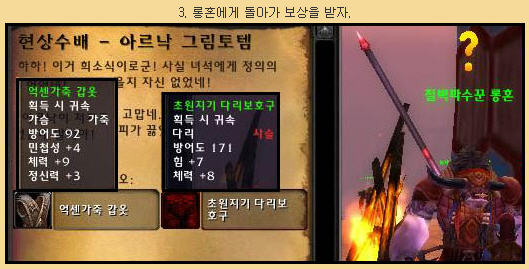 3. 롱혼에게 돌아가 보상을 받자.
현상수배 - 아르낙 그림토템
하하! 이거 희소식이로군! 사실 녀석에게 정의의
을지 자신 없었네!
억센가죽 갑옷
획득 시 귀속
가슴 가죽
방어도 92
민첩성 +4
체력 +9
정신력 +3
고맙네.
피가 끓
초원지기 다리보호구
획득 시 귀속
다리 사슬
방어도 171
힘 +7
체력 +8
오:
억센가죽 갑옷
초원지기 다리보
호구
절벽파수꾼 롱혼